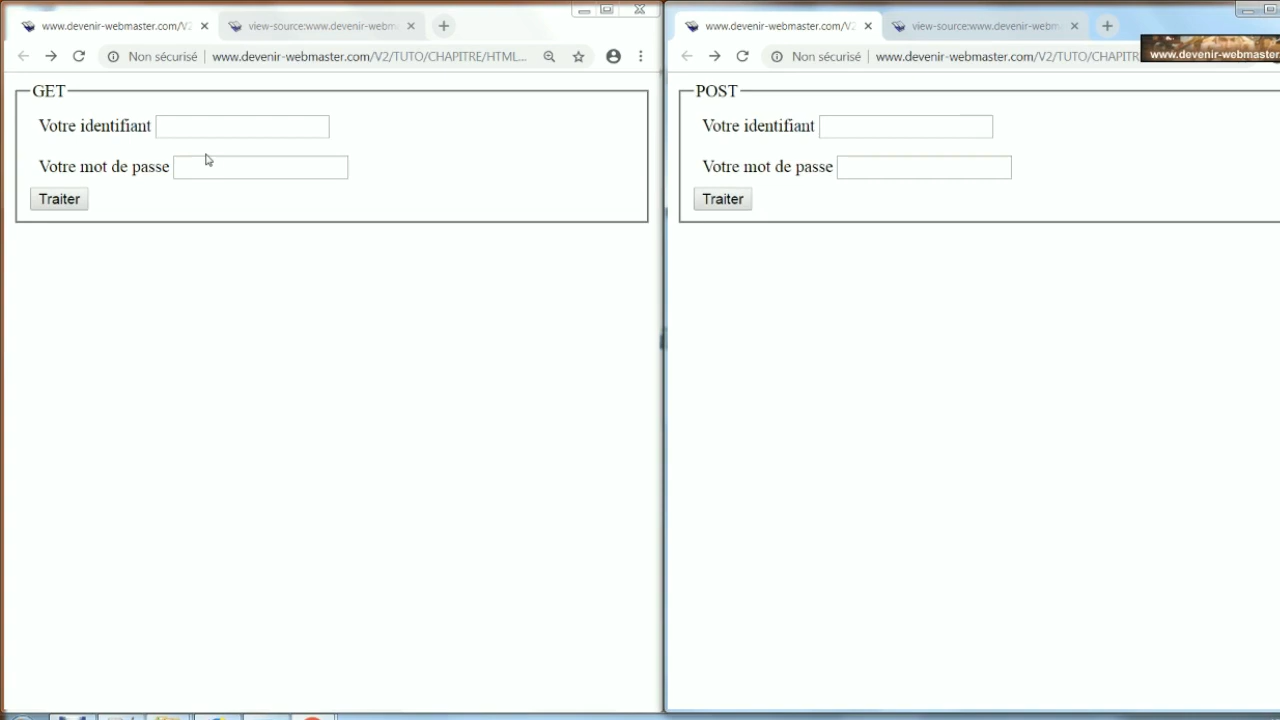 www.devenir-webmaster.com/V2
view-source:www.devenir-webm
Non sécurisé
www.devenir-webmaster.com/V2/TUTO/CHAPITRE/HTML...
GET
Votre identifiant
Votre mot de passe
Traiter
www.devenir-webmaster.com/V2
view-source:www.devenir-webm
Non sécurisé
www.devenir-webmaster.com/V2/TUTO/CHAPITR
www.devenir-webmaster.
POST
Votre identifiant
Votre mot de passe
Traiter